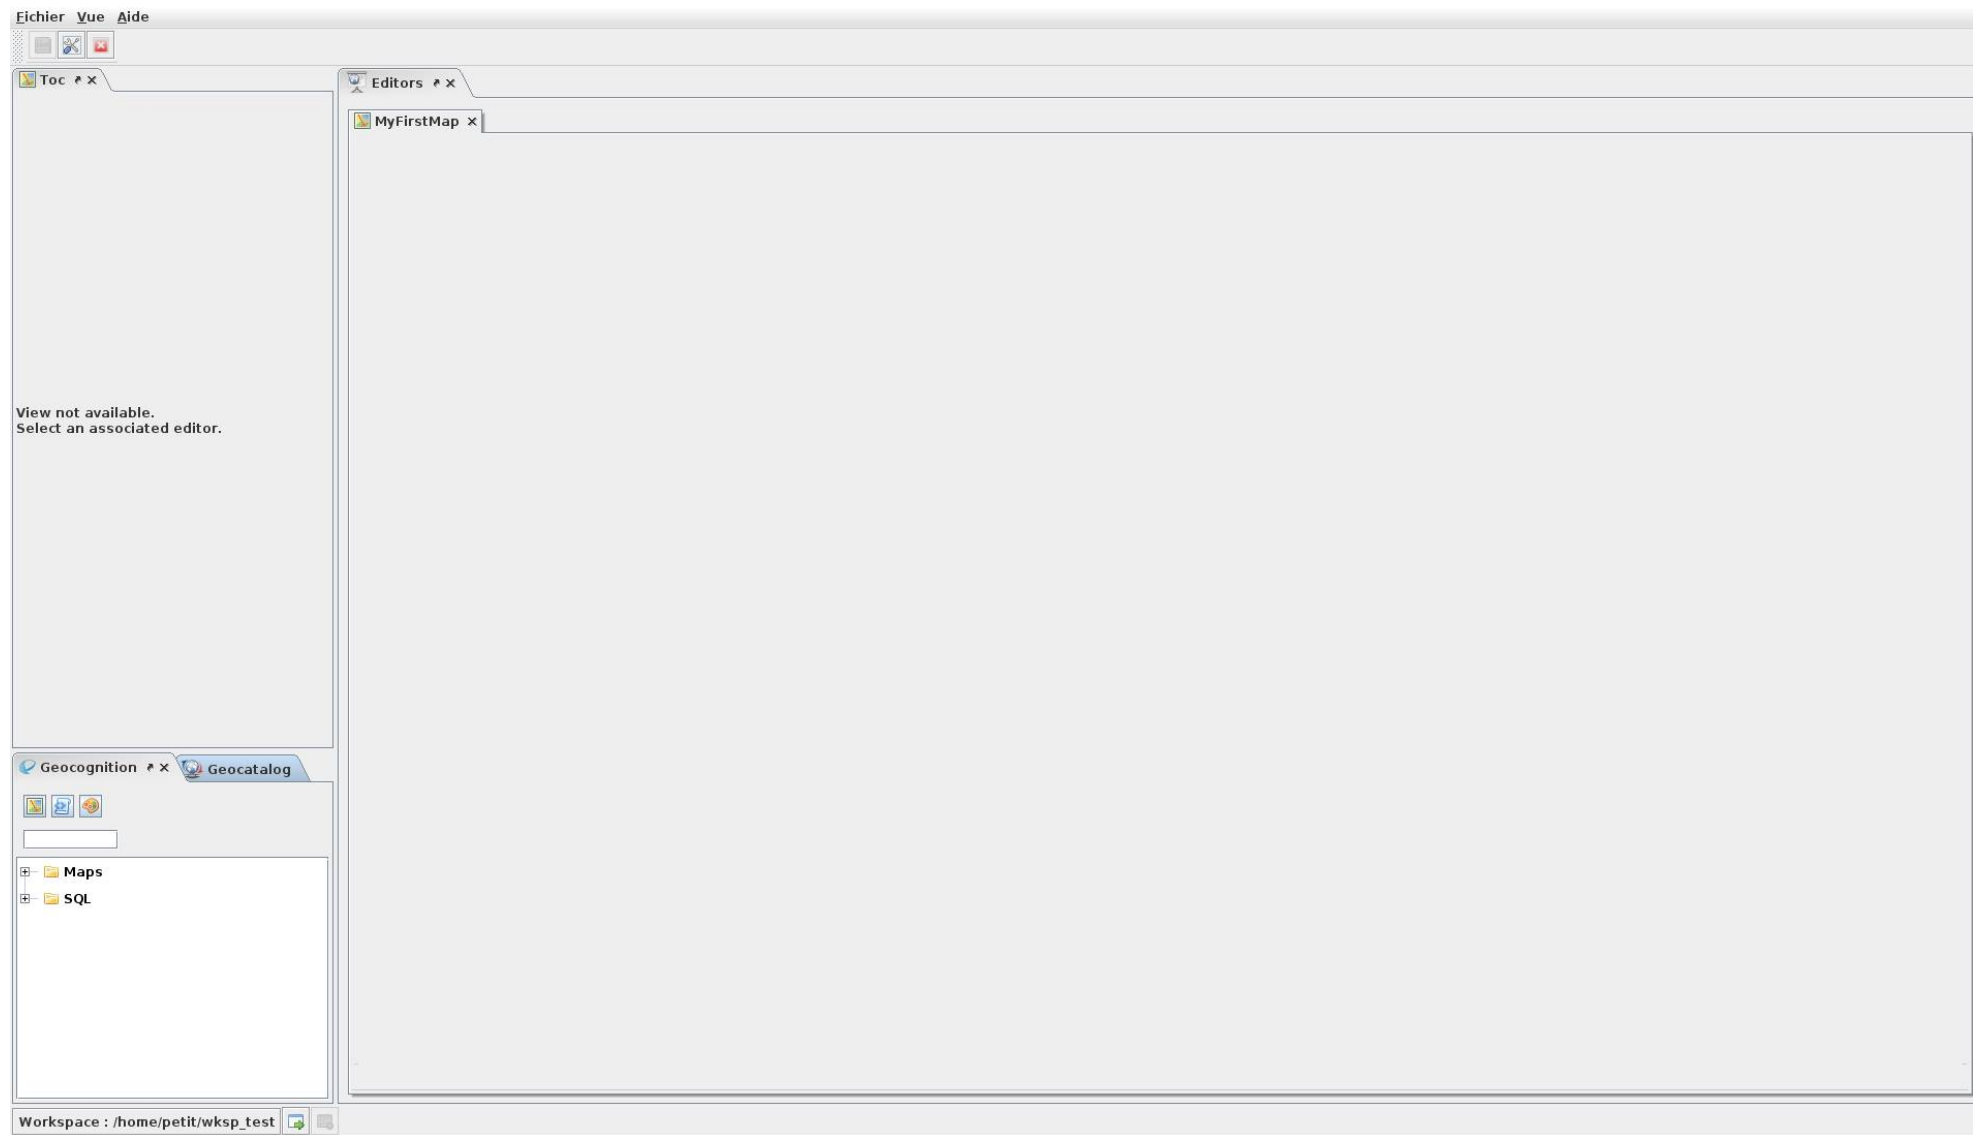 Fichier Vue Aide
Toc
Editors
MyFirstMap
View not available.
Select an associated editor.
Geocognition
Geocatalog
Maps
SQL
Workspace : /home/petit/wksp_test